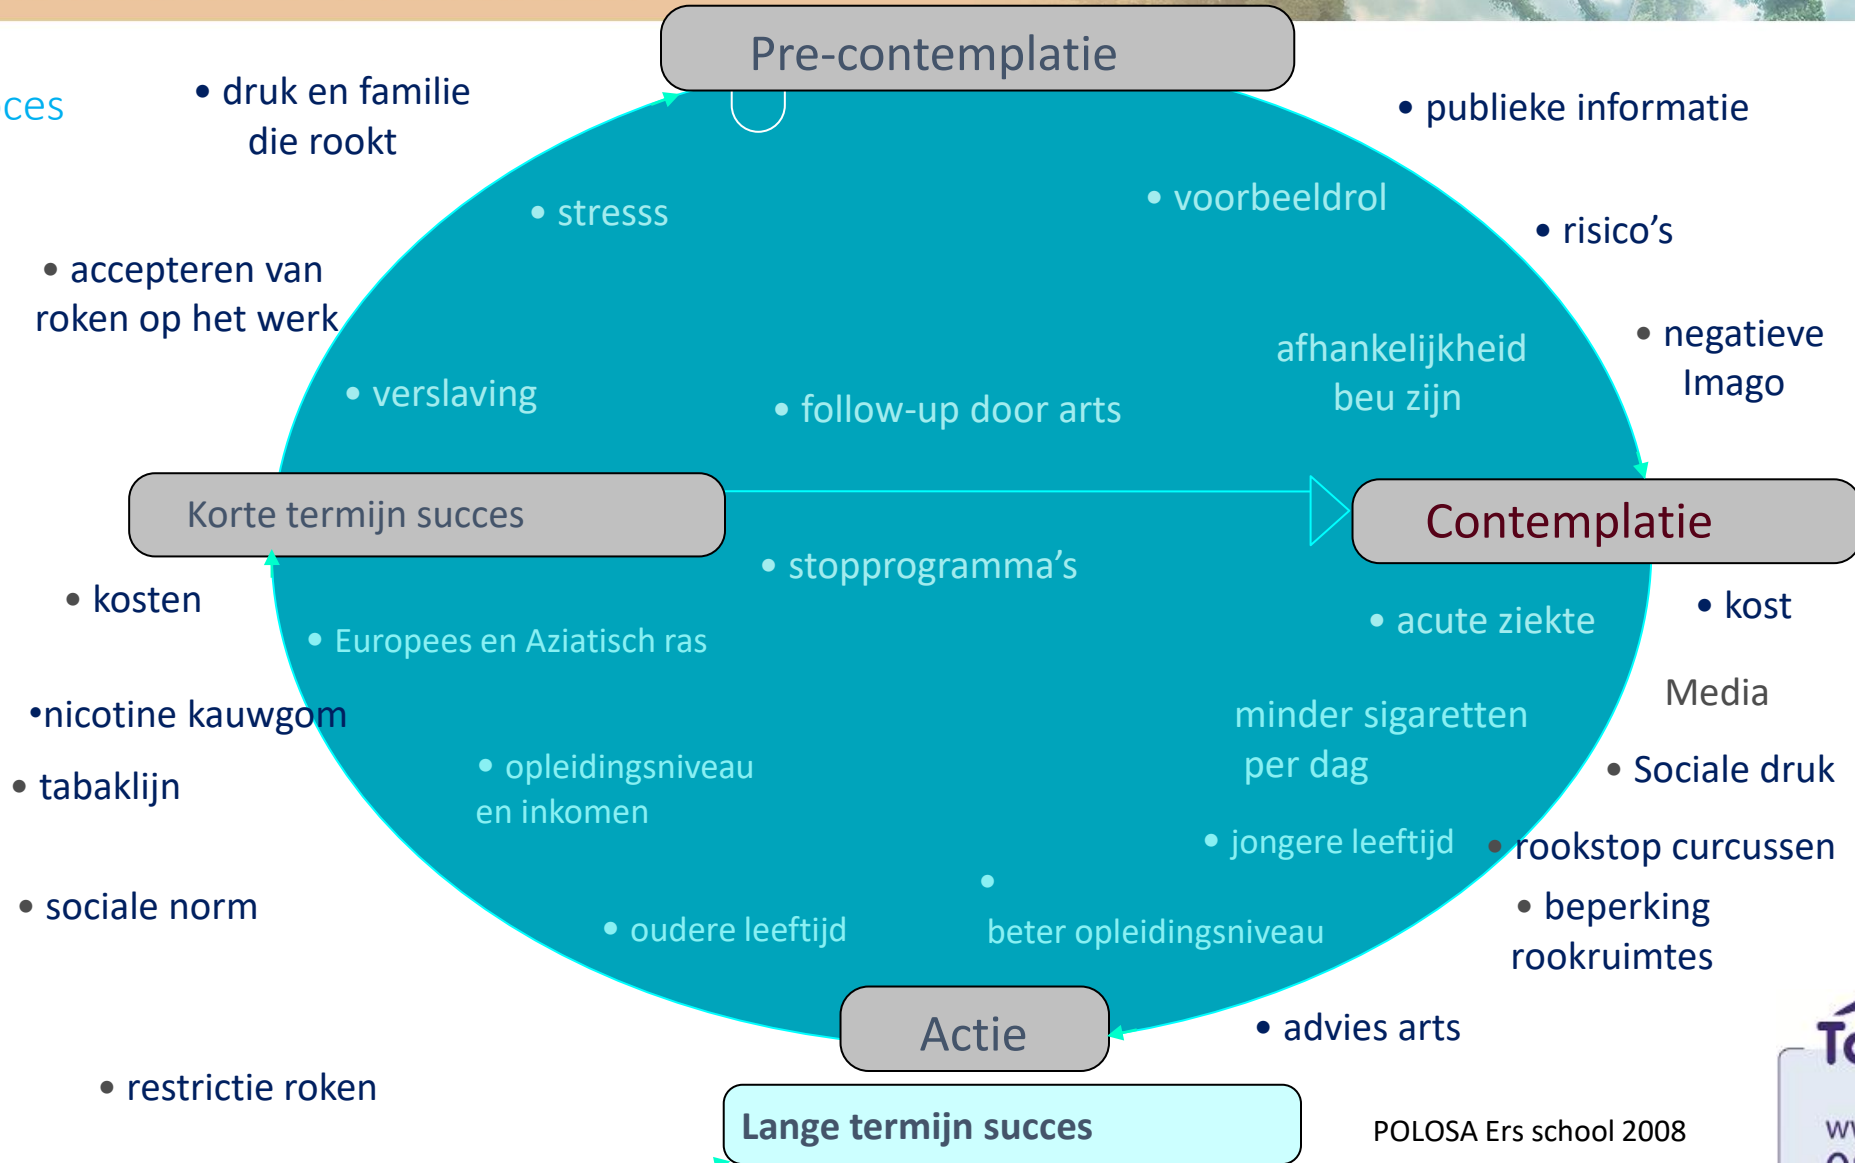 Pre-contemplatie
ces
• druk en familie
die rookt
• publieke informatie
• stresss
• voorbeeldrol
• risico's
• accepteren van
roken op het werk
• negatieve
Imago
afhankelijkheid
beu zijn
• verslaving
• follow-up door arts
Korte termijn succes
Contemplatie
• stopprogramma's
• kosten
• kost
• acute ziekte
• Europees en Aziatisch ras
Media
•nicotine kauwgom
minder sigaretten
per dag
• opleidingsniveau
en inkomen
• Sociale druk
• tabaklijn
• jongere leeftijd
• rookstop curcussen
• sociale norm
• beperking
rookruimtes
• oudere leeftijd
•
beter opleidingsniveau
Actie
• advies arts
• restrictie roken
Lange termijn succes
POLOSA Ers school 2008